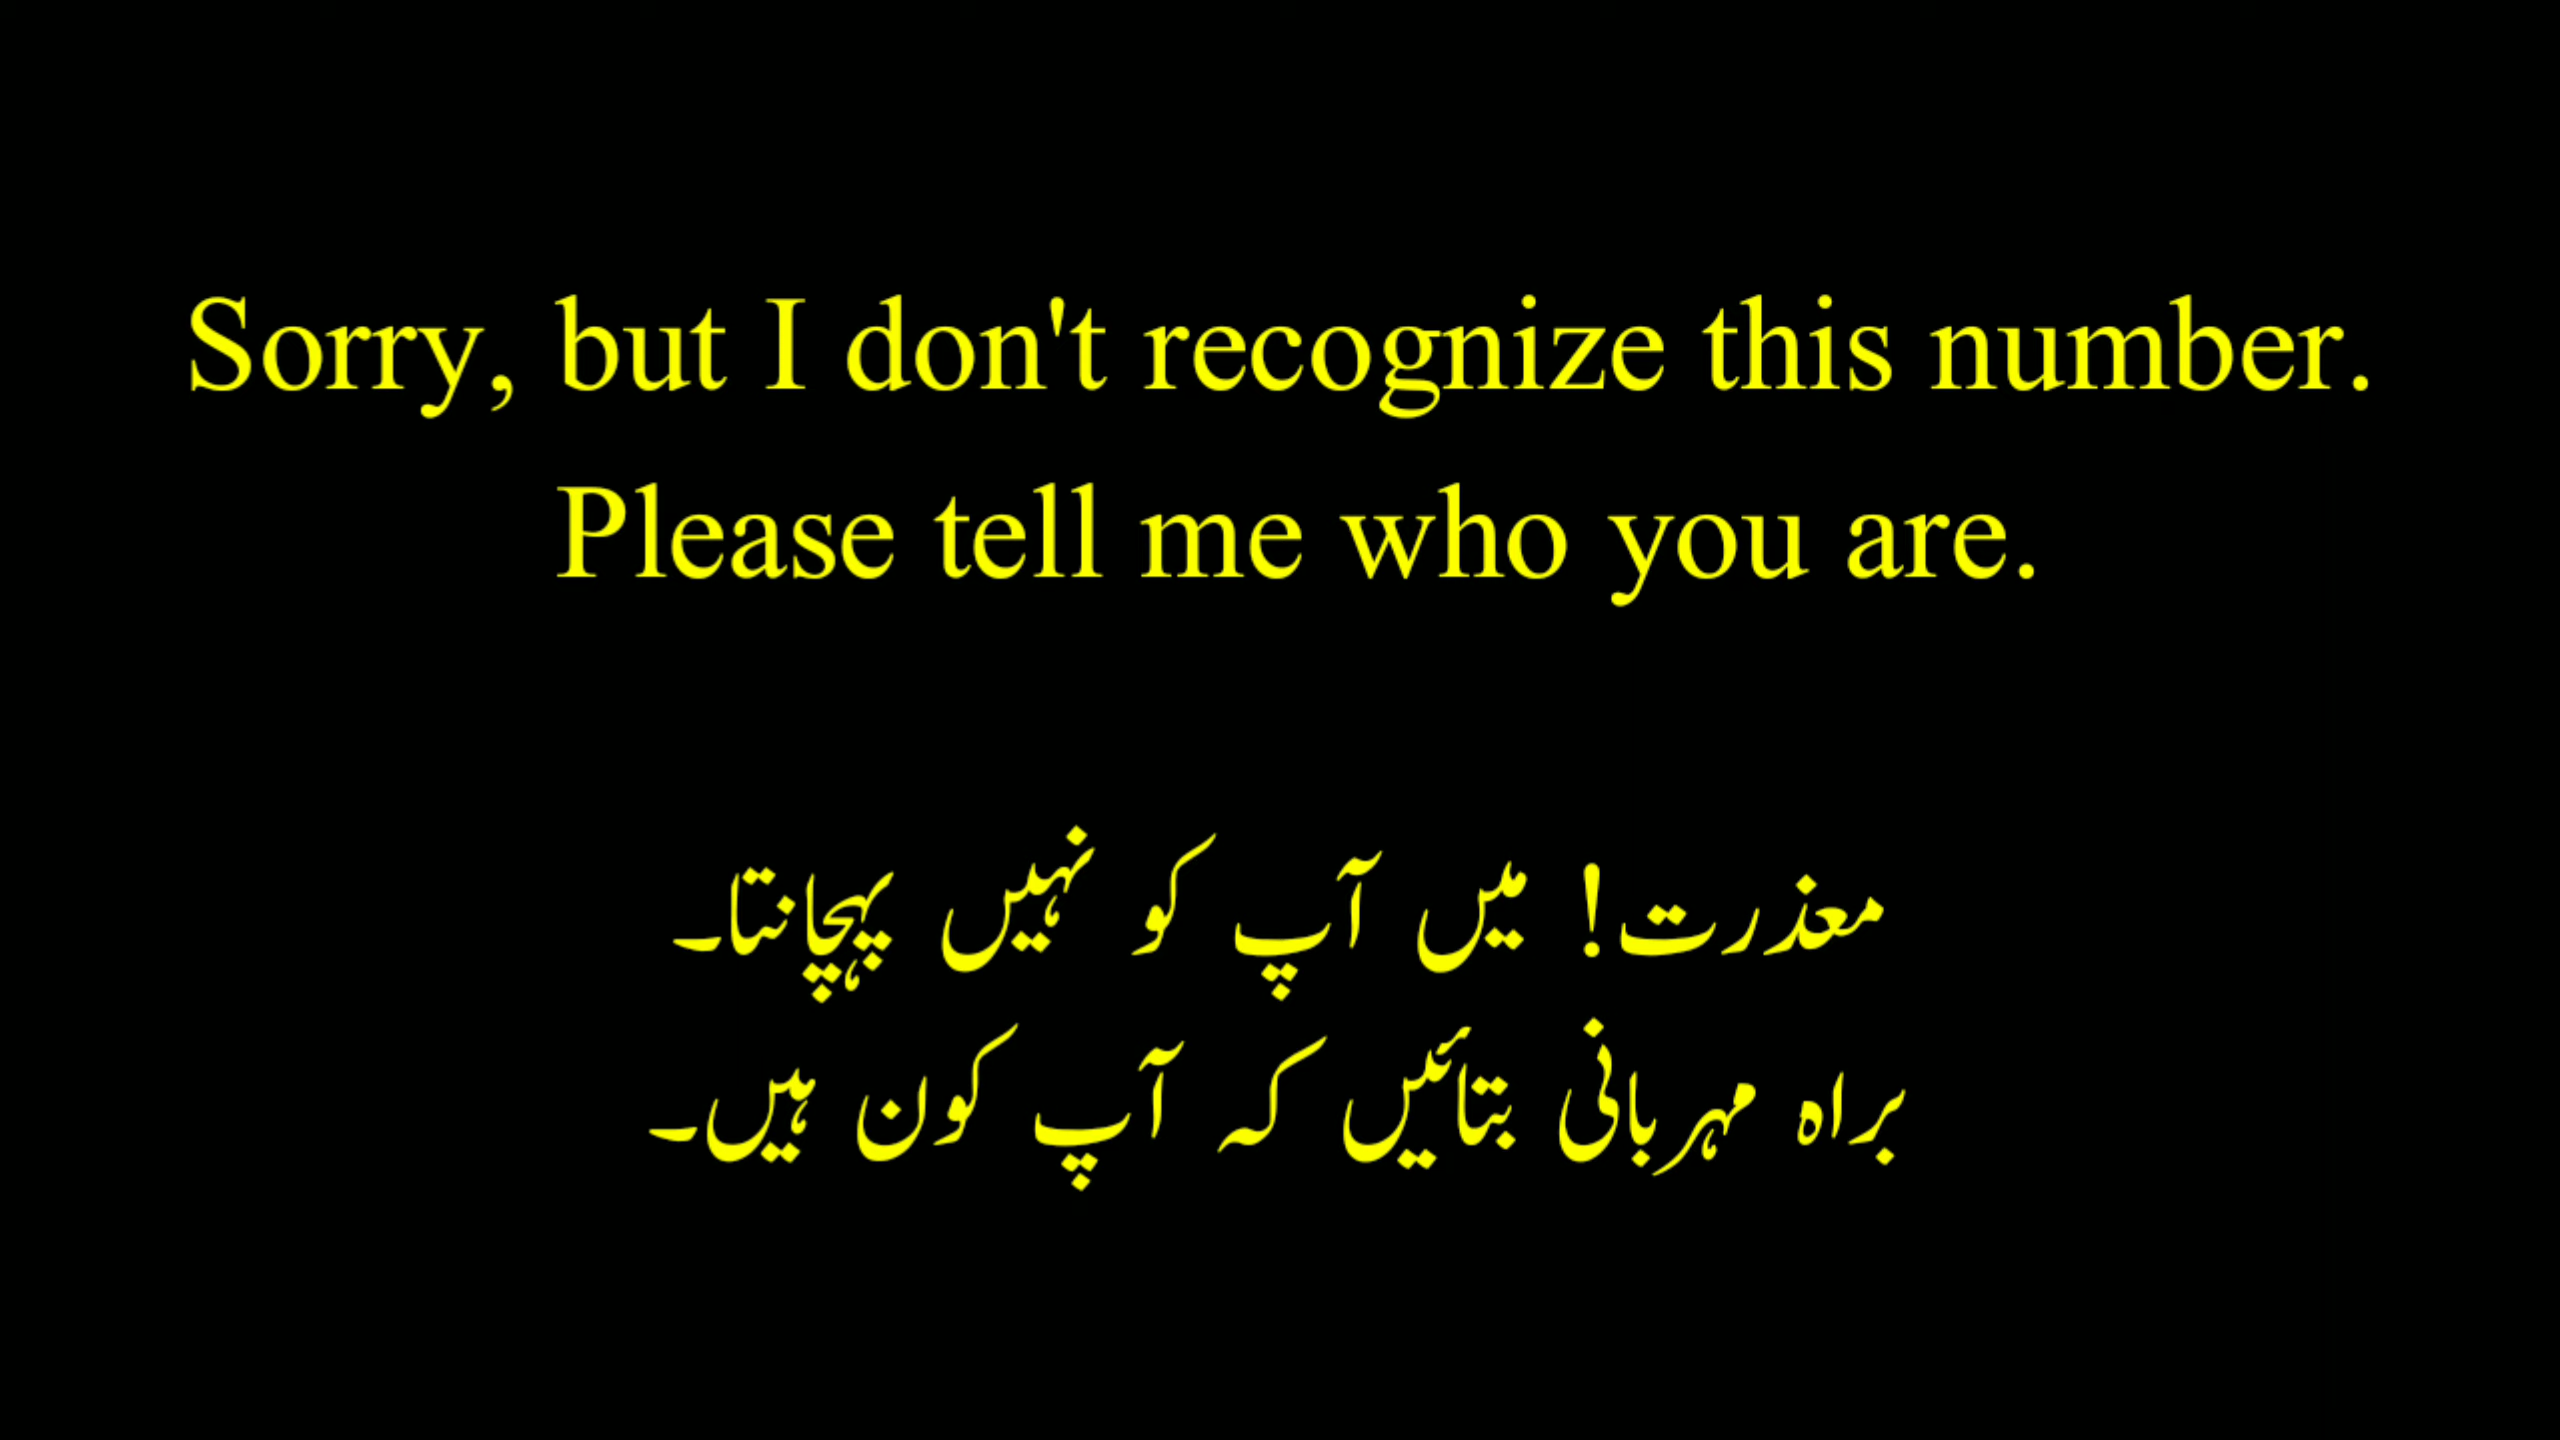 Sorry, but I don't recognize this number.
Please tell me who you are.
معذرت! میں آپ کو نہیں پہچانتا۔
براہ مہربانی بتائیں کہ آپ کون ہیں۔